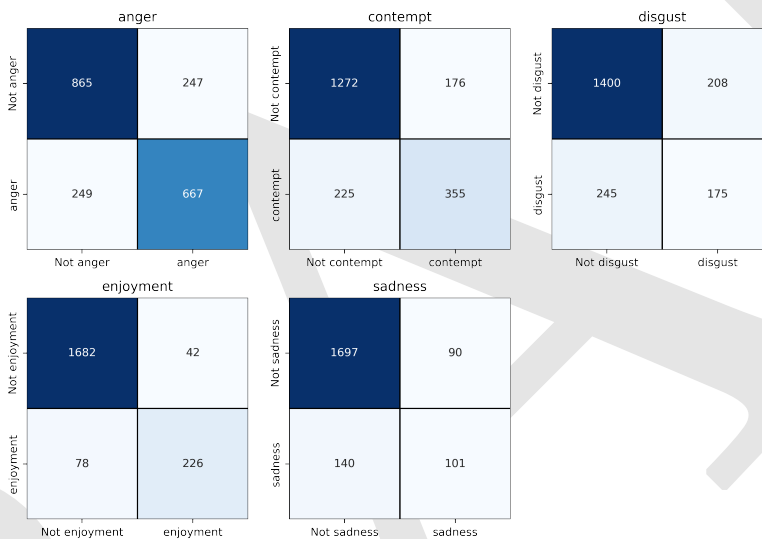 anger
contempt
disgust
Not anger
865
247
Not contempt
1272
176
Not disgust
1400
208
anger
249
667
contempt
225
355
disgust
245
175
Not anger
anger
Not contempt
contempt
Not disgust
disgust
enjoyment
sadness
Not enjoyment
1682
42
Not sadness
1697
90
enjoyment
78
226
sadness
140
101
Not enjoyment
enjoyment
Not sadness
sadness